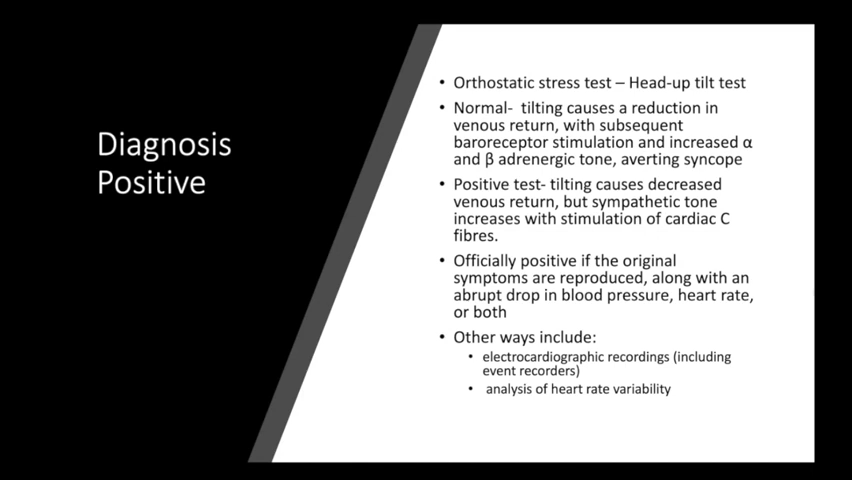 Diagnosis
Positive
• Orthostatic stress test – Head-up tilt test
• Normal- tilting causes a reduction in
venous return, with subsequent
baroreceptor stimulation and increased α
and β adrenergic tone, averting syncope
• Positive test- tilting causes decreased
venous return, but sympathetic tone
increases with stimulation of cardiac C
fibres.
• Officially positive if the original
symptoms are reproduced, along with an
abrupt drop in blood pressure, heart rate,
or both
• Other ways include:
• electrocardiographic recordings (including
event recorders)
• analysis of heart rate variability